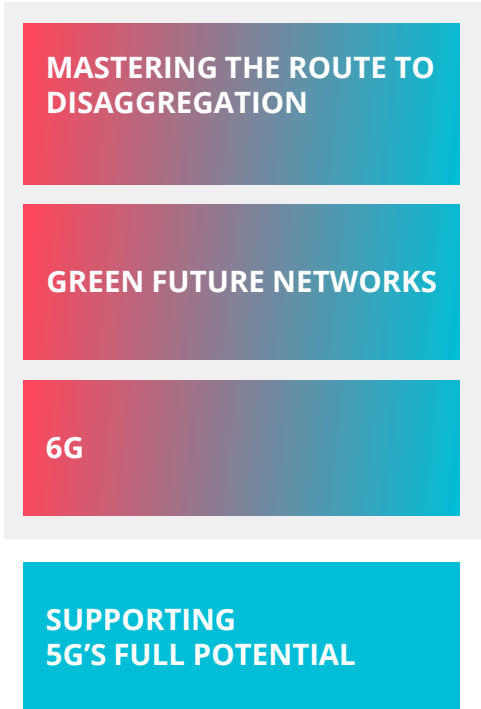 MASTERING THE ROUTE TO
DISAGGREGATION
GREEN FUTURE NETWORKS
6G
SUPPORTING
5G’S FULL POTENTIAL